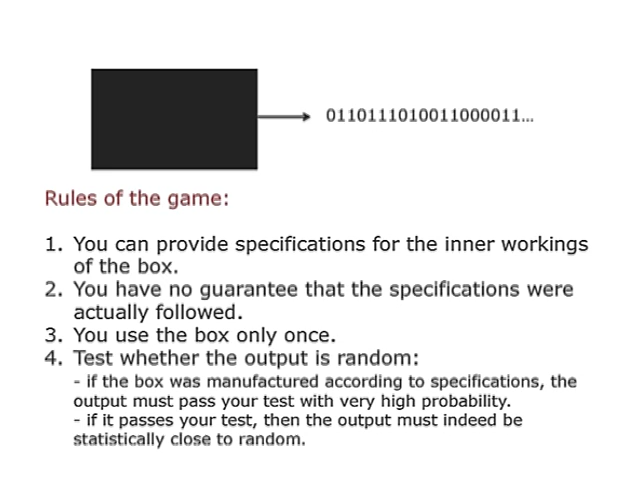 0110111010011000011...
Rules of the game:
1. You can provide specifications for the inner workings
of the box.
2. You have no guarantee that the specifications were
actually followed.
3. You use the box only once.
4. Test whether the output is random:
- if the box was manufactured according to specifications, the
output must pass your test with very high probability.
- if it passes your test, then the output must indeed be
statistically close to random.